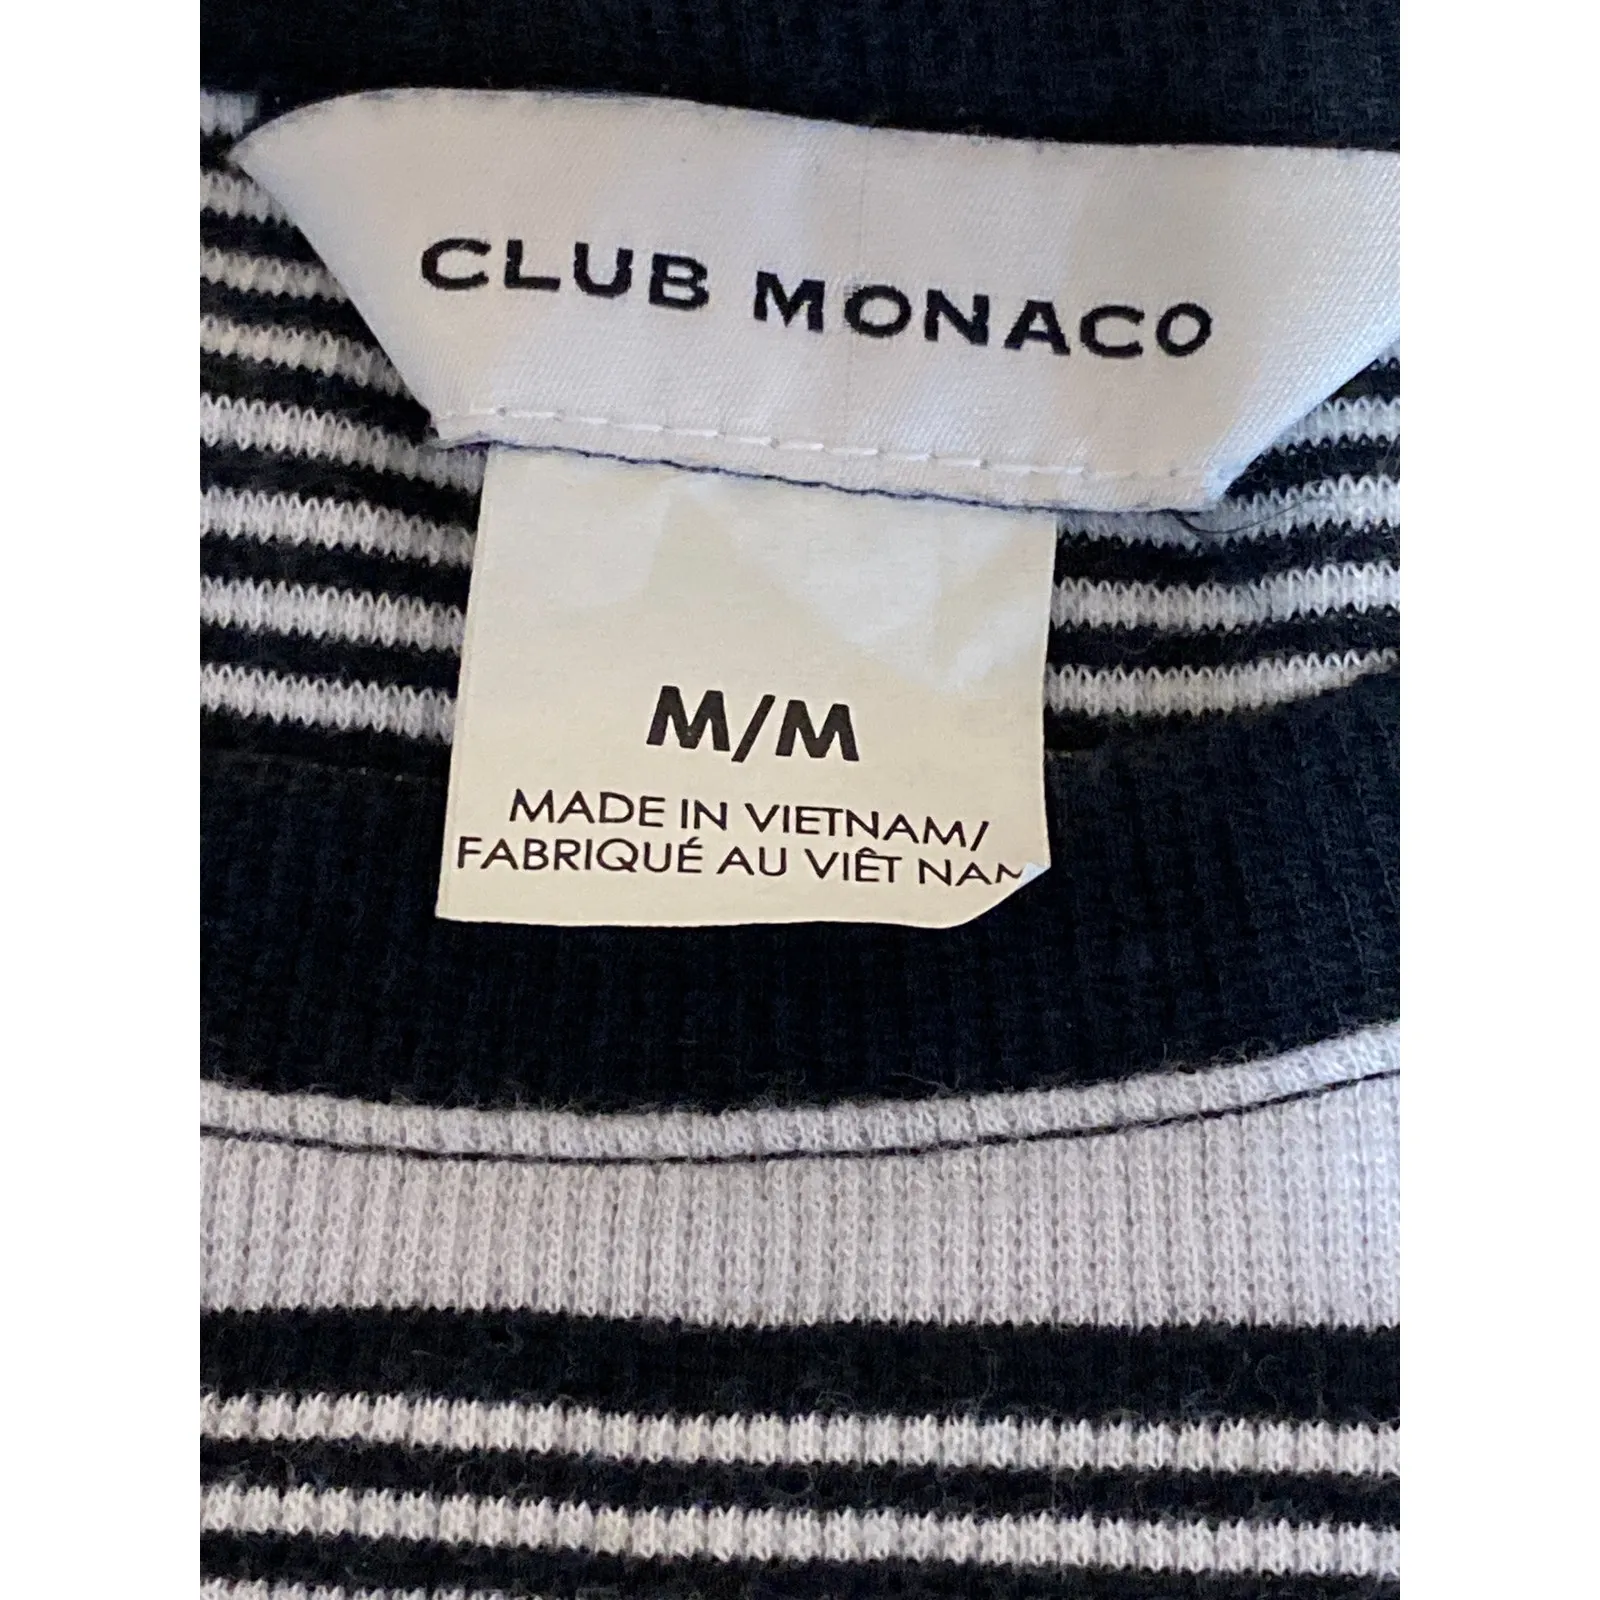 CLUB MONACO
M/M
MADE IN VIETNAM/
FABRIQUÉ AU VIÊT NAM